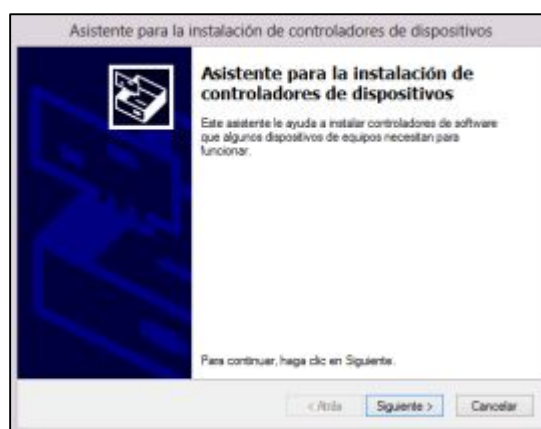 Asistente para la instalación de controladores de dispositivos
Asistente para la instalación de
controladores de dispositivos
Este asistente le ayuda a instalar controladores de software
que algunos dispositivos de equipos necesitan para
funcionar.
Para continuar, haga clic en Siguiente.
< Atrás
Siguiente >
Cancelar